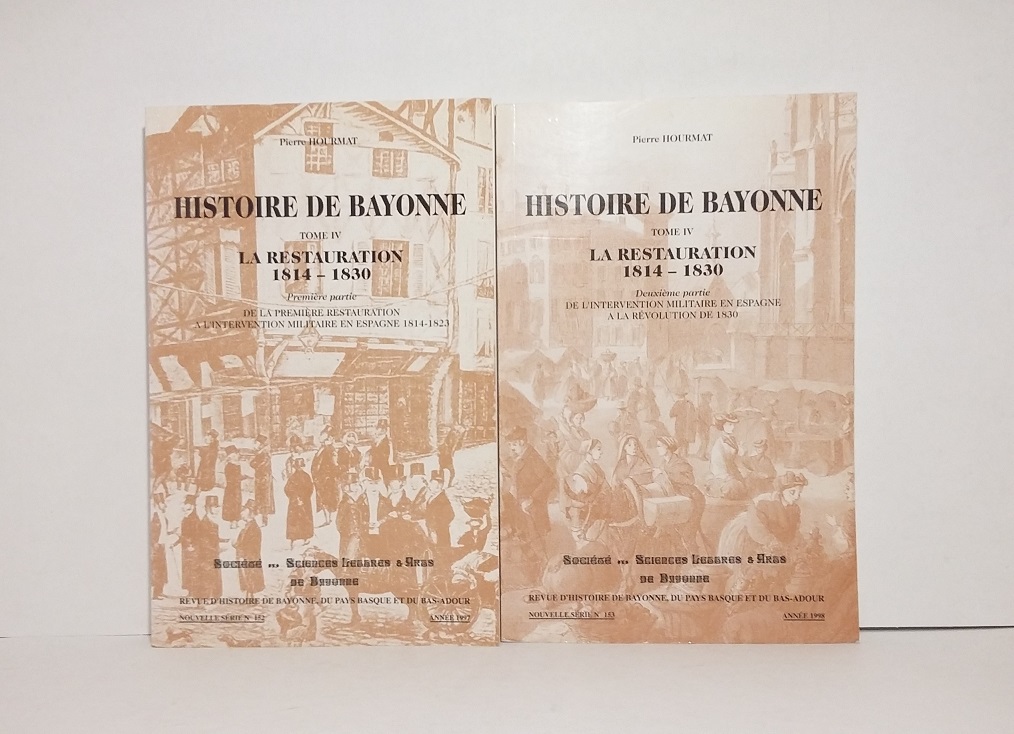 Pierre HOURMAT
HISTOIRE DE BAYONNE
TOME IV
LA RESTAURATION
1814 – 1830
Première partie
DE LA PREMIÈRE RESTAURATION
A L'INTERVENTION MILITAIRE EN ESPAGNE 1814-1823
Société des Sciences Lettres & Arts
de Bayonne
REVUE D'HISTOIRE DE BAYONNE, DU PAYS BASQUE ET DU BAS-ADOUR
NOUVELLE SÉRIE N° 152
ANNÉE 1997
Pierre HOURMAT
HISTOIRE DE BAYONNE
TOME IV
LA RESTAURATION
1814 – 1830
Deuxième partie
DE L'INTERVENTION MILITAIRE EN ESPAGNE
A LA RÉVOLUTION DE 1830
Société des Sciences Lettres & Arts
de Bayonne
REVUE D'HISTOIRE DE BAYONNE, DU PAYS BASQUE ET DU BAS-ADOUR
NOUVELLE SÉRIE N° 153
ANNÉE 1998